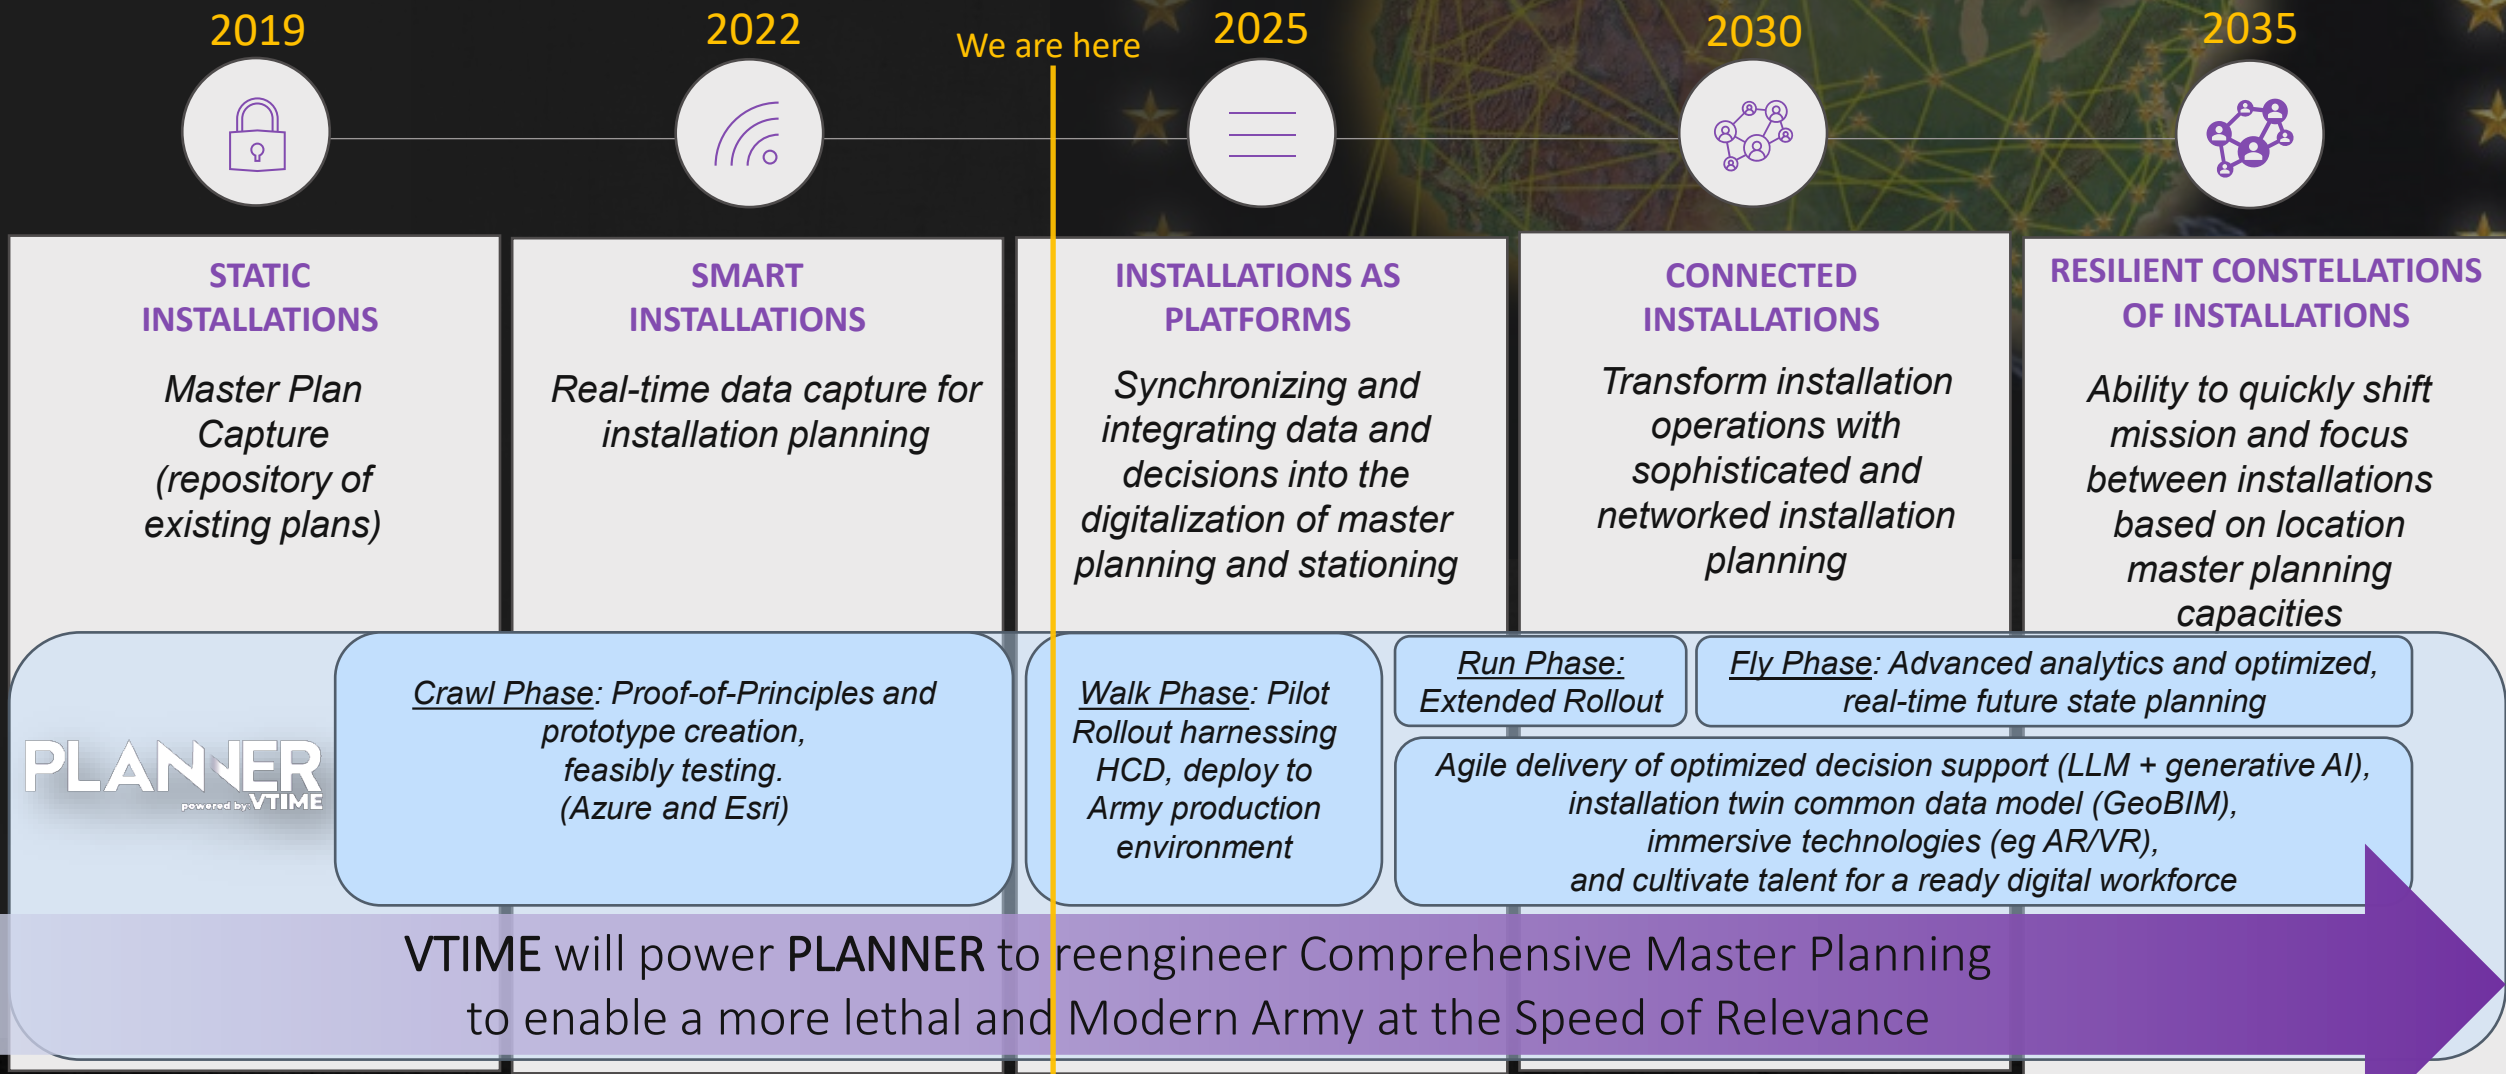 2019
2022
We are here
2025
2030
2035
STATIC
INSTALLATIONS
Master Plan
Capture
(repository of
existing plans)
SMART
INSTALLATIONS
Real-time data capture for
installation planning
INSTALLATIONS AS
PLATFORMS
Synchronizing and
integrating data and
decisions into the
digitalization of master
planning and stationing
CONNECTED
INSTALLATIONS
Transform installation
operations with
sophisticated and
networked installation
planning
RESILIENT CONSTELLATIONS
OF INSTALLATIONS
Ability to quickly shift
mission and focus
between installations
based on location
master planning
capacities
PLANNER
powered by: VTIME
Crawl Phase: Proof-of-Principles and
prototype creation,
feasibly testing.
(Azure and Esri)
Walk Phase: Pilot
Rollout harnessing
HCD, deploy to
Army production
environment
Run Phase:
Extended Rollout
Fly Phase: Advanced analytics and optimized,
real-time future state planning
Agile delivery of optimized decision support (LLM + generative AI),
installation twin common data model (GeoBIM),
immersive technologies (eg AR/VR),
and cultivate talent for a ready digital workforce
VTIME will power PLANNER to reengineer Comprehensive Master Planning
to enable a more lethal and Modern Army at the Speed of Relevance